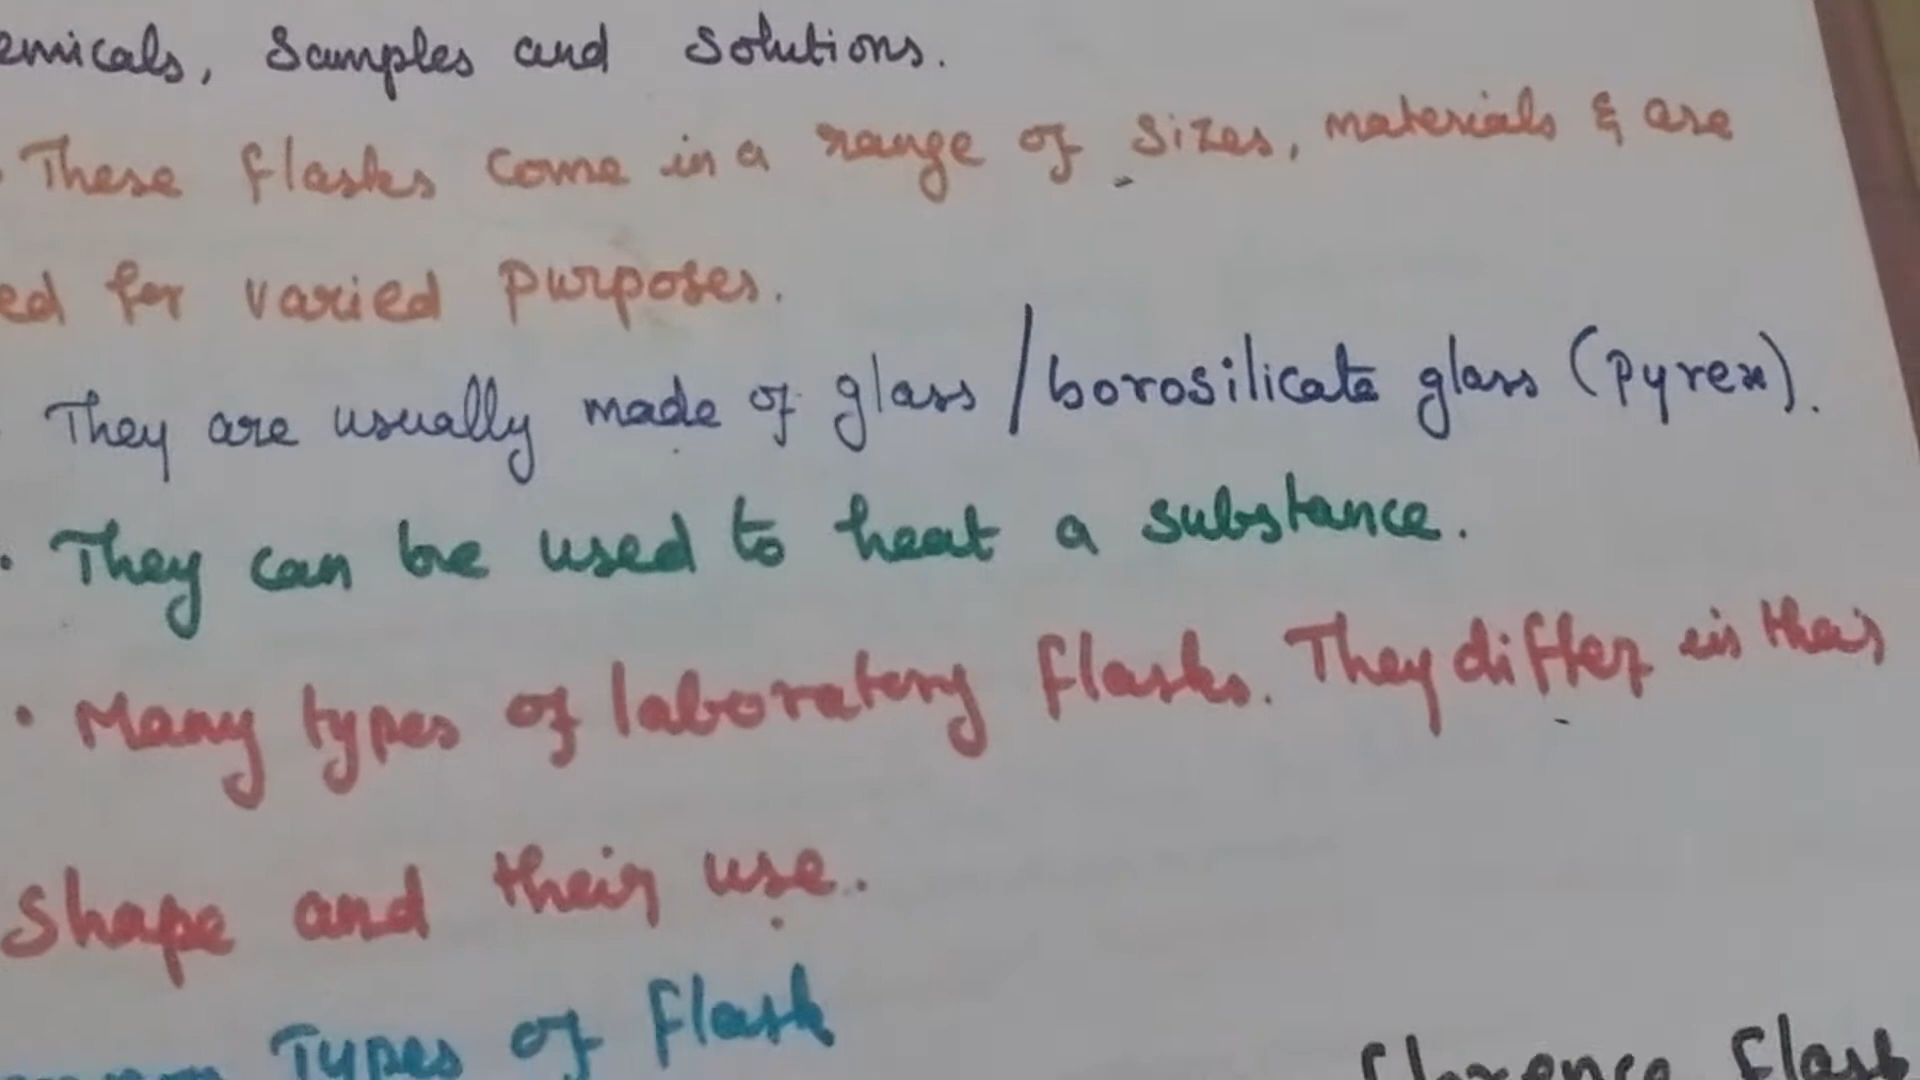 emicals, Samples and Solutions.
These flasks come in a range of sizes, materials & are
ed for varied purposes.
They are usually made of glass / borosilicate glass (pyrex).
• They can be used to heat a substance.
• Many types of laboratory flasks. They differ in their
shape and their use.
Types of Flask
Florence Flask